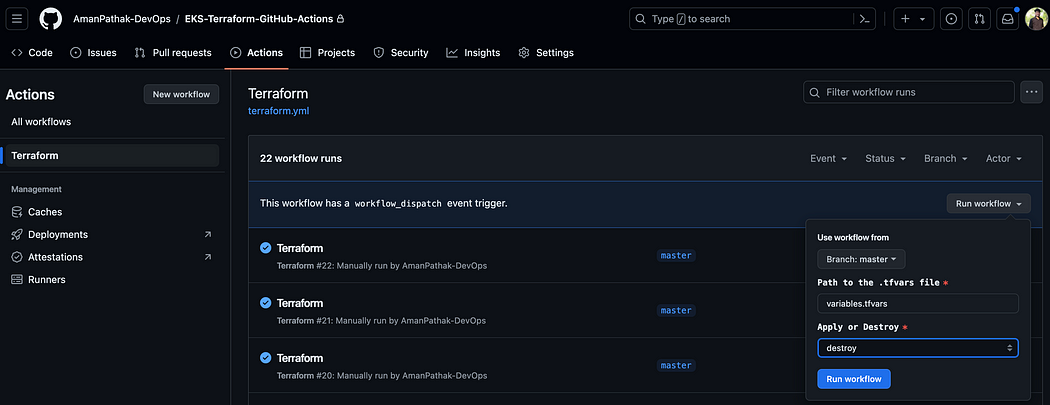 AmanPathak-DevOps / EKS-Terraform-GitHub-Actions
Type / to search
Code
Issues
Pull requests
Actions
Projects
Security
Insights
Settings
Actions
New workflow
All workflows
Terraform
Management
Caches
Deployments
Attestations
Runners
Terraform
terraform.yml
Filter workflow runs
22 workflow runs
Event
Status
Branch
Actor
This workflow has a workflow_dispatch event trigger.
Run workflow
Terraform
Terraform #22: Manually run by AmanPathak-DevOps
master
Terraform
Terraform #21: Manually run by AmanPathak-DevOps
master
Terraform
Terraform #20: Manually run by AmanPathak-DevOps
master
Use workflow from
Branch: master
Path to the .tfvars file *
variables.tfvars
Apply or Destroy *
destroy
Run workflow